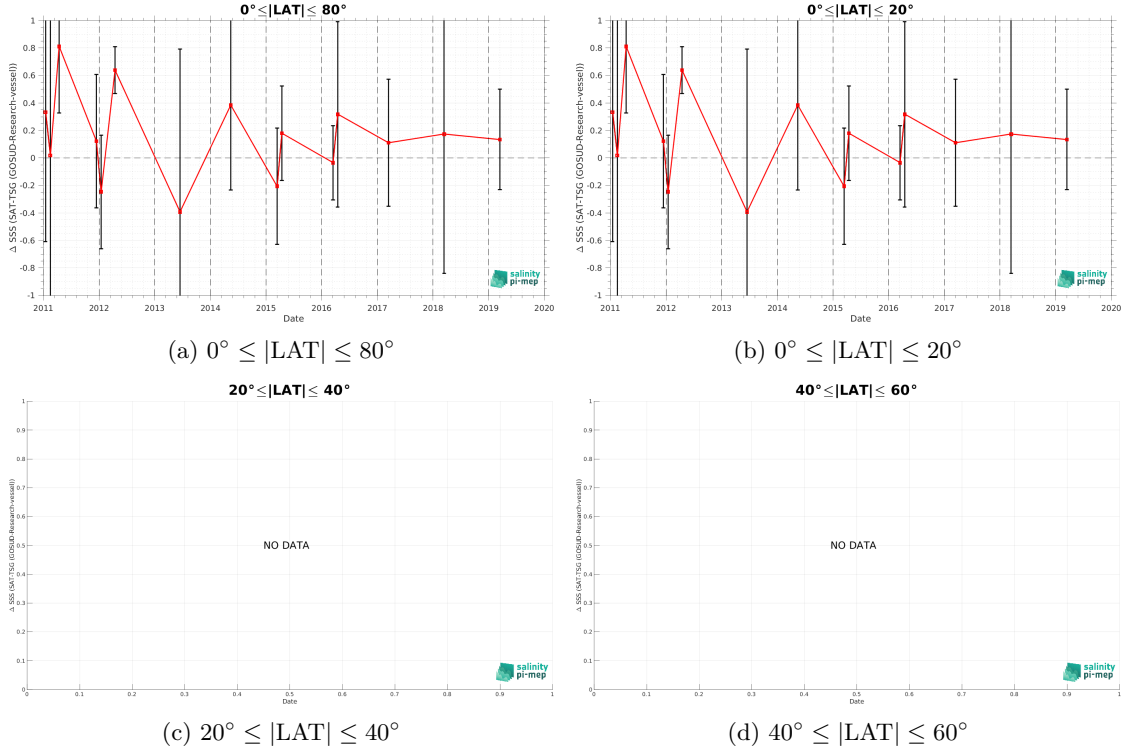 0°≤|LAT|≤ 80°
Δ SSS (SAT-TSG (GOSUD-Research-vessel))
1
0.8
0.6
0.4
0.2
0
-0.2
-0.4
-0.6
-0.8
-1
2011 2012 2013 2014 2015 2016 2017 2018 2019 2020
Date
salinity
pi-mep
(a) 0° ≤ |LAT| ≤ 80°
0°≤|LAT|≤ 20°
Δ SSS (SAT-TSG (GOSUD-Research-vessel))
1
0.8
0.6
0.4
0.2
0
-0.2
-0.4
-0.6
-0.8
-1
2011 2012 2013 2014 2015 2016 2017 2018 2019 2020
Date
salinity
pi-mep
(b) 0° ≤ |LAT| ≤ 20°
20°≤|LAT|≤ 40°
Δ SSS (SAT-TSG (GOSUD-Research-vessel))
1
0.9
0.8
0.7
0.6
0.5
0.4
0.3
0.2
0.1
0
NO DATA
0 0.1 0.2 0.3 0.4 0.5 0.6 0.7 0.8 0.9 1
Date
salinity
pi-mep
(c) 20° ≤ |LAT| ≤ 40°
40°≤|LAT|≤ 60°
Δ SSS (SAT-TSG (GOSUD-Research-vessel))
1
0.9
0.8
0.7
0.6
0.5
0.4
0.3
0.2
0.1
0
NO DATA
0 0.1 0.2 0.3 0.4 0.5 0.6 0.7 0.8 0.9 1
Date
salinity
pi-mep
(d) 40° ≤ |LAT| ≤ 60°